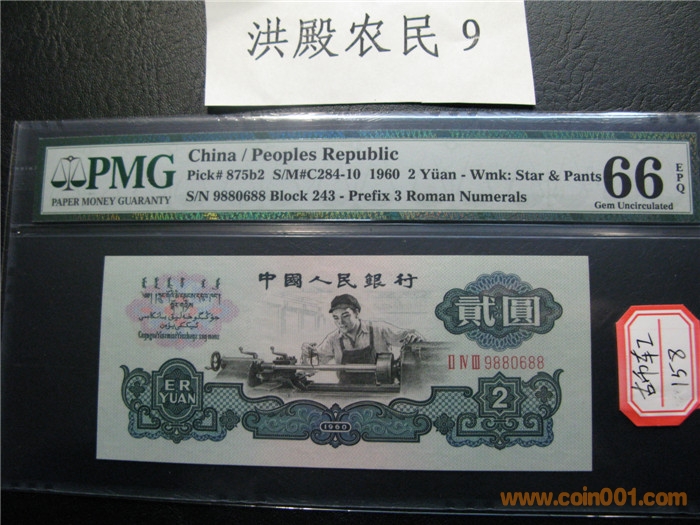 洪殿农民 9
PMG
PAPER MONEY GUARANTY
China / Peoples Republic
Pick# 875b2 S/M#C284-10 1960 2 Yüan - Wmk: Star & Pants
S/N 9880688 Block 243 - Prefix 3 Roman Numerals
66
EPQ
Gem Uncirculated
中國人民銀行
貳圓
II IV III 9880688
ER
YUAN
2
1960
158
www.coin001.com